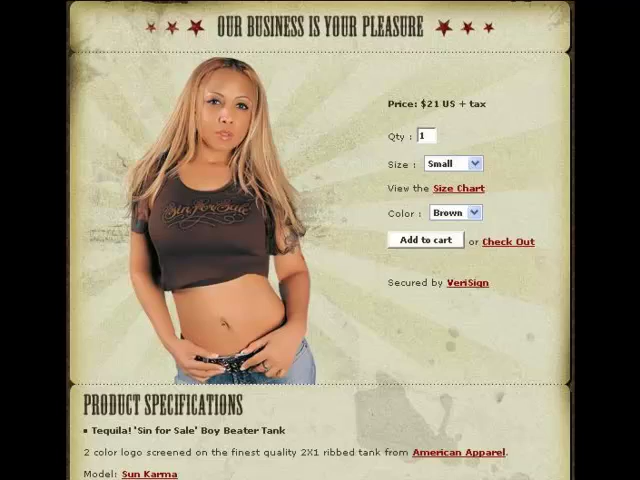 OUR BUSINESS IS YOUR PLEASURE
Price: $21 US + tax
Qty : 1
Size : Small
View the Size Chart
Color : Brown
Add to cart or Check Out
Secured by VeriSign
Sin for Sale
PRODUCT SPECIFICATIONS
Tequila! 'Sin for Sale' Boy Beater Tank
2 color logo screened on the finest quality 2X1 ribbed tank from American Apparel.
Model: Sun Karma